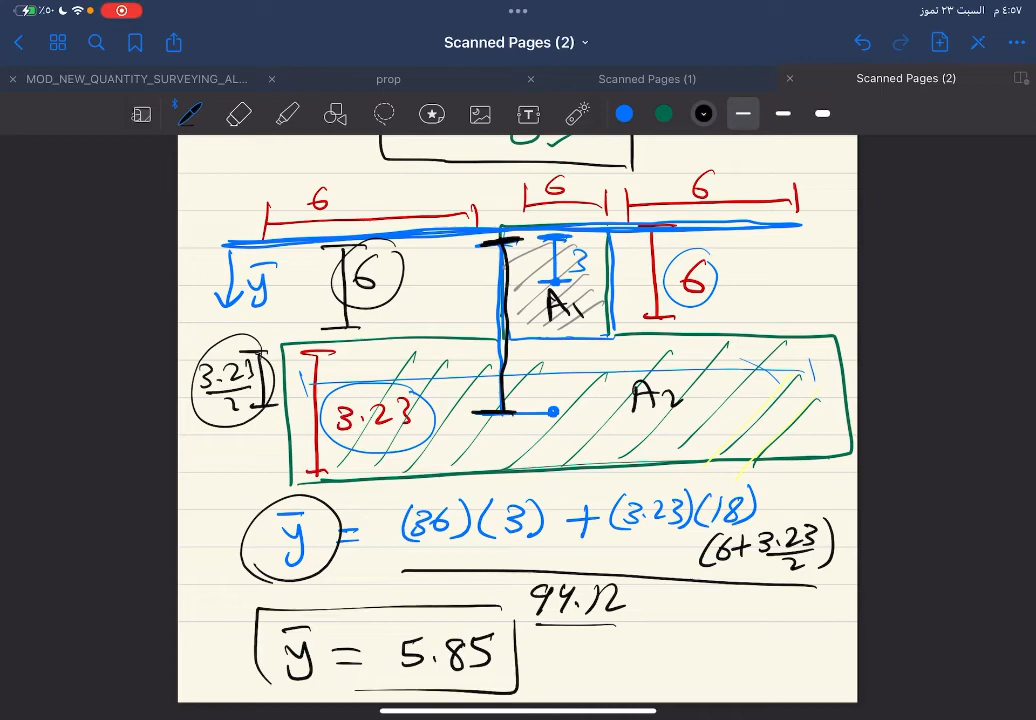 ٪٥٠ ٤:٥٧ م السبت ٢٣ تموز
Scanned Pages (2)
MOD_NEW_QUANTITY_SURVEYING_AL... prop Scanned Pages (1) Scanned Pages (2)
6 6 6
ȳ 6 3 6
A1
3.23/2 3.23 A2
ȳ = (36)(3) + (3.23)(18)
(6+3.23/2)
94.12
ȳ = 5.85